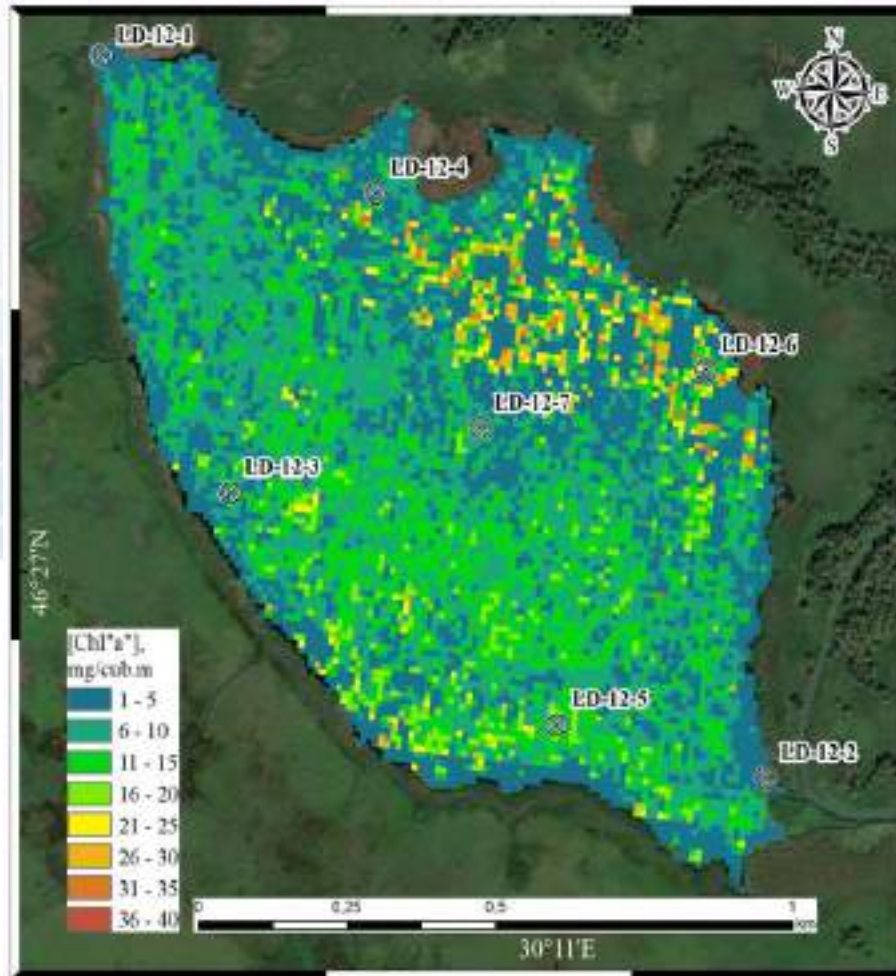 LD-12-1
N
W E
S
LD-12-4
LD-12-6
LD-12-7
LD-12-3
46°27'N
[Chl"a"],
mg/cub.m
1 - 5
6 - 10
11 - 15
16 - 20
21 - 25
26 - 30
31 - 35
36 - 40
LD-12-5
LD-12-2
0 0,25 0,5 1
km
30°11'E